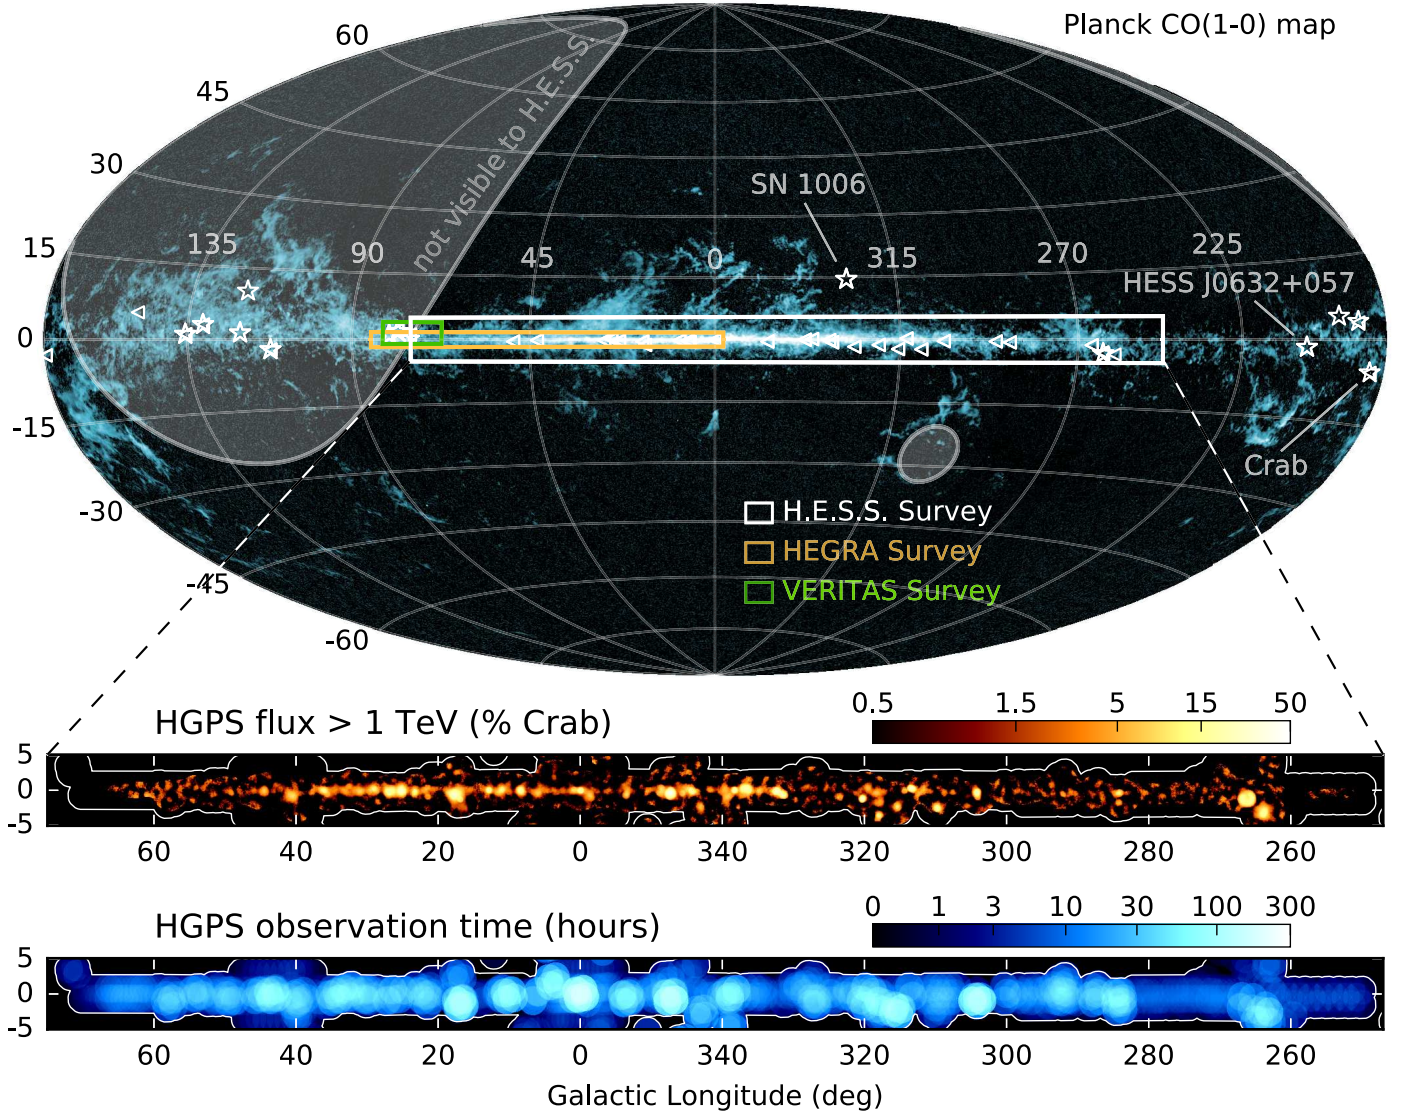 Planck CO(1-0) map
60
45
30
15
0
-15
-30
-45
-60
not visible to H.E.S.S.
135 90 45 0 315 270 225
SN 1006
HESS J0632+057
Crab
H.E.S.S. Survey
HEGRA Survey
VERITAS Survey
HGPS flux > 1 TeV (% Crab)
0.5 1.5 5 15 50
5
0
-5
60 40 20 0 340 320 300 280 260
HGPS observation time (hours)
0 1 3 10 30 100 300
5
0
-5
60 40 20 0 340 320 300 280 260
Galactic Longitude (deg)